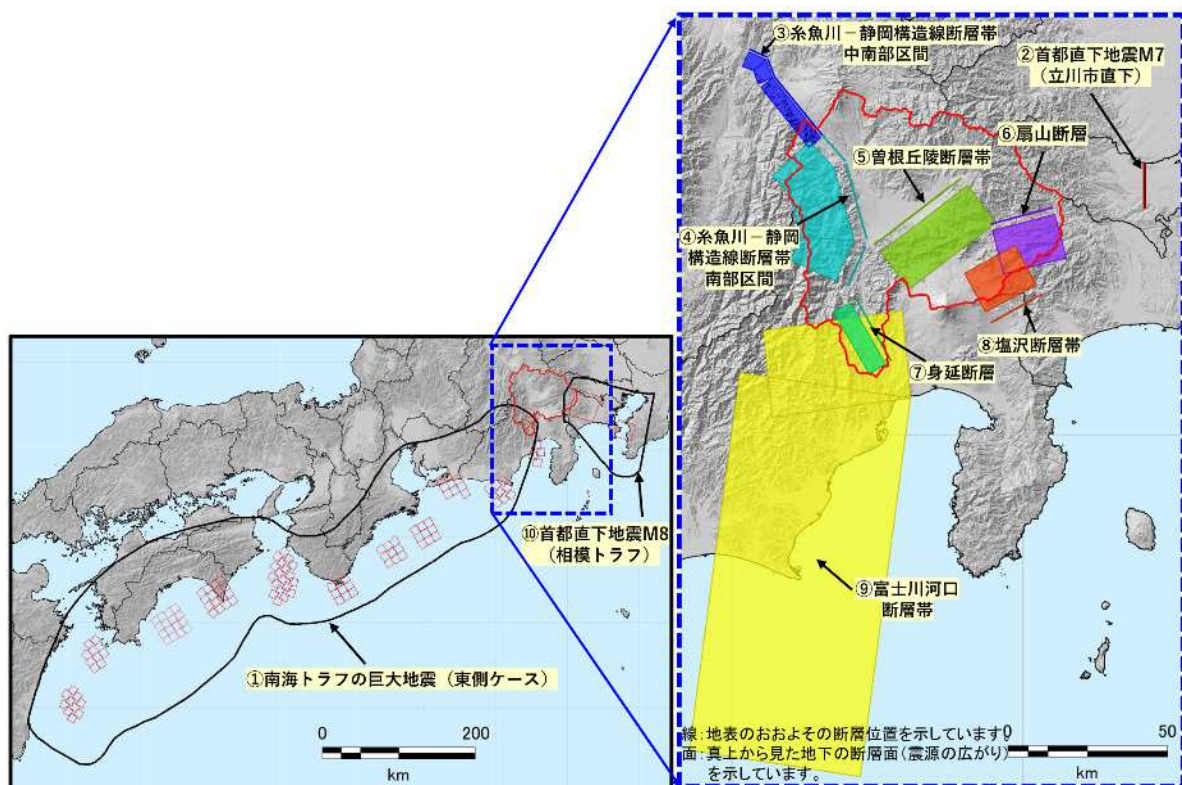 ③糸魚川－静岡構造線断層帯
中南部区間
②首都直下地震M7
（立川市直下）
⑥扇山断層
⑤曽根丘陵断層帯
④糸魚川－静岡
構造線断層帯
南部区間
⑧塩沢断層帯
⑦身延断層
⑩首都直下地震M8
（相模トラフ）
⑨富士川河口
断層帯
①南海トラフの巨大地震（東側ケース）
0 200
km
線：地表のおおよその断層位置を示しています。
面：真上から見た地下の断層面（震源の広がり）
を示しています。
0 50
km